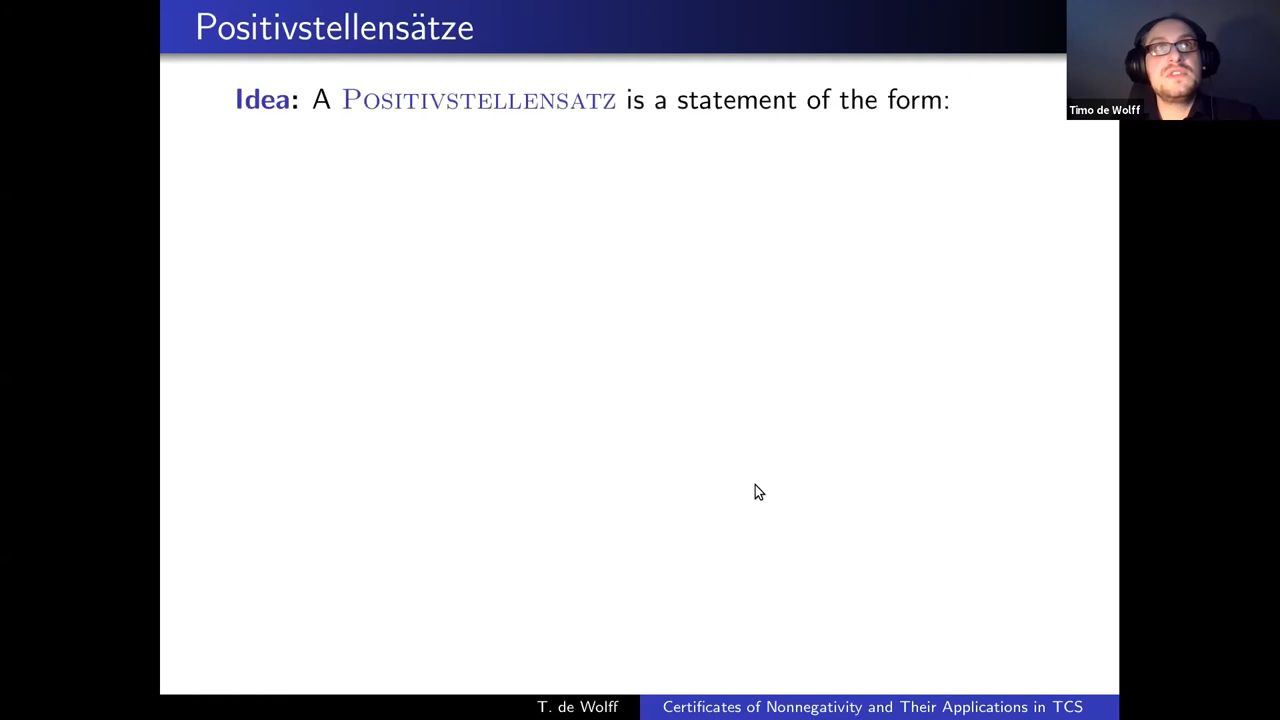 Positivstellensätze
Idea: A POSITIVSTELLENSATZ is a statement of the form:
Timo de Wolff
T. de Wolff
Certificates of Nonnegativity and Their Applications in TCS